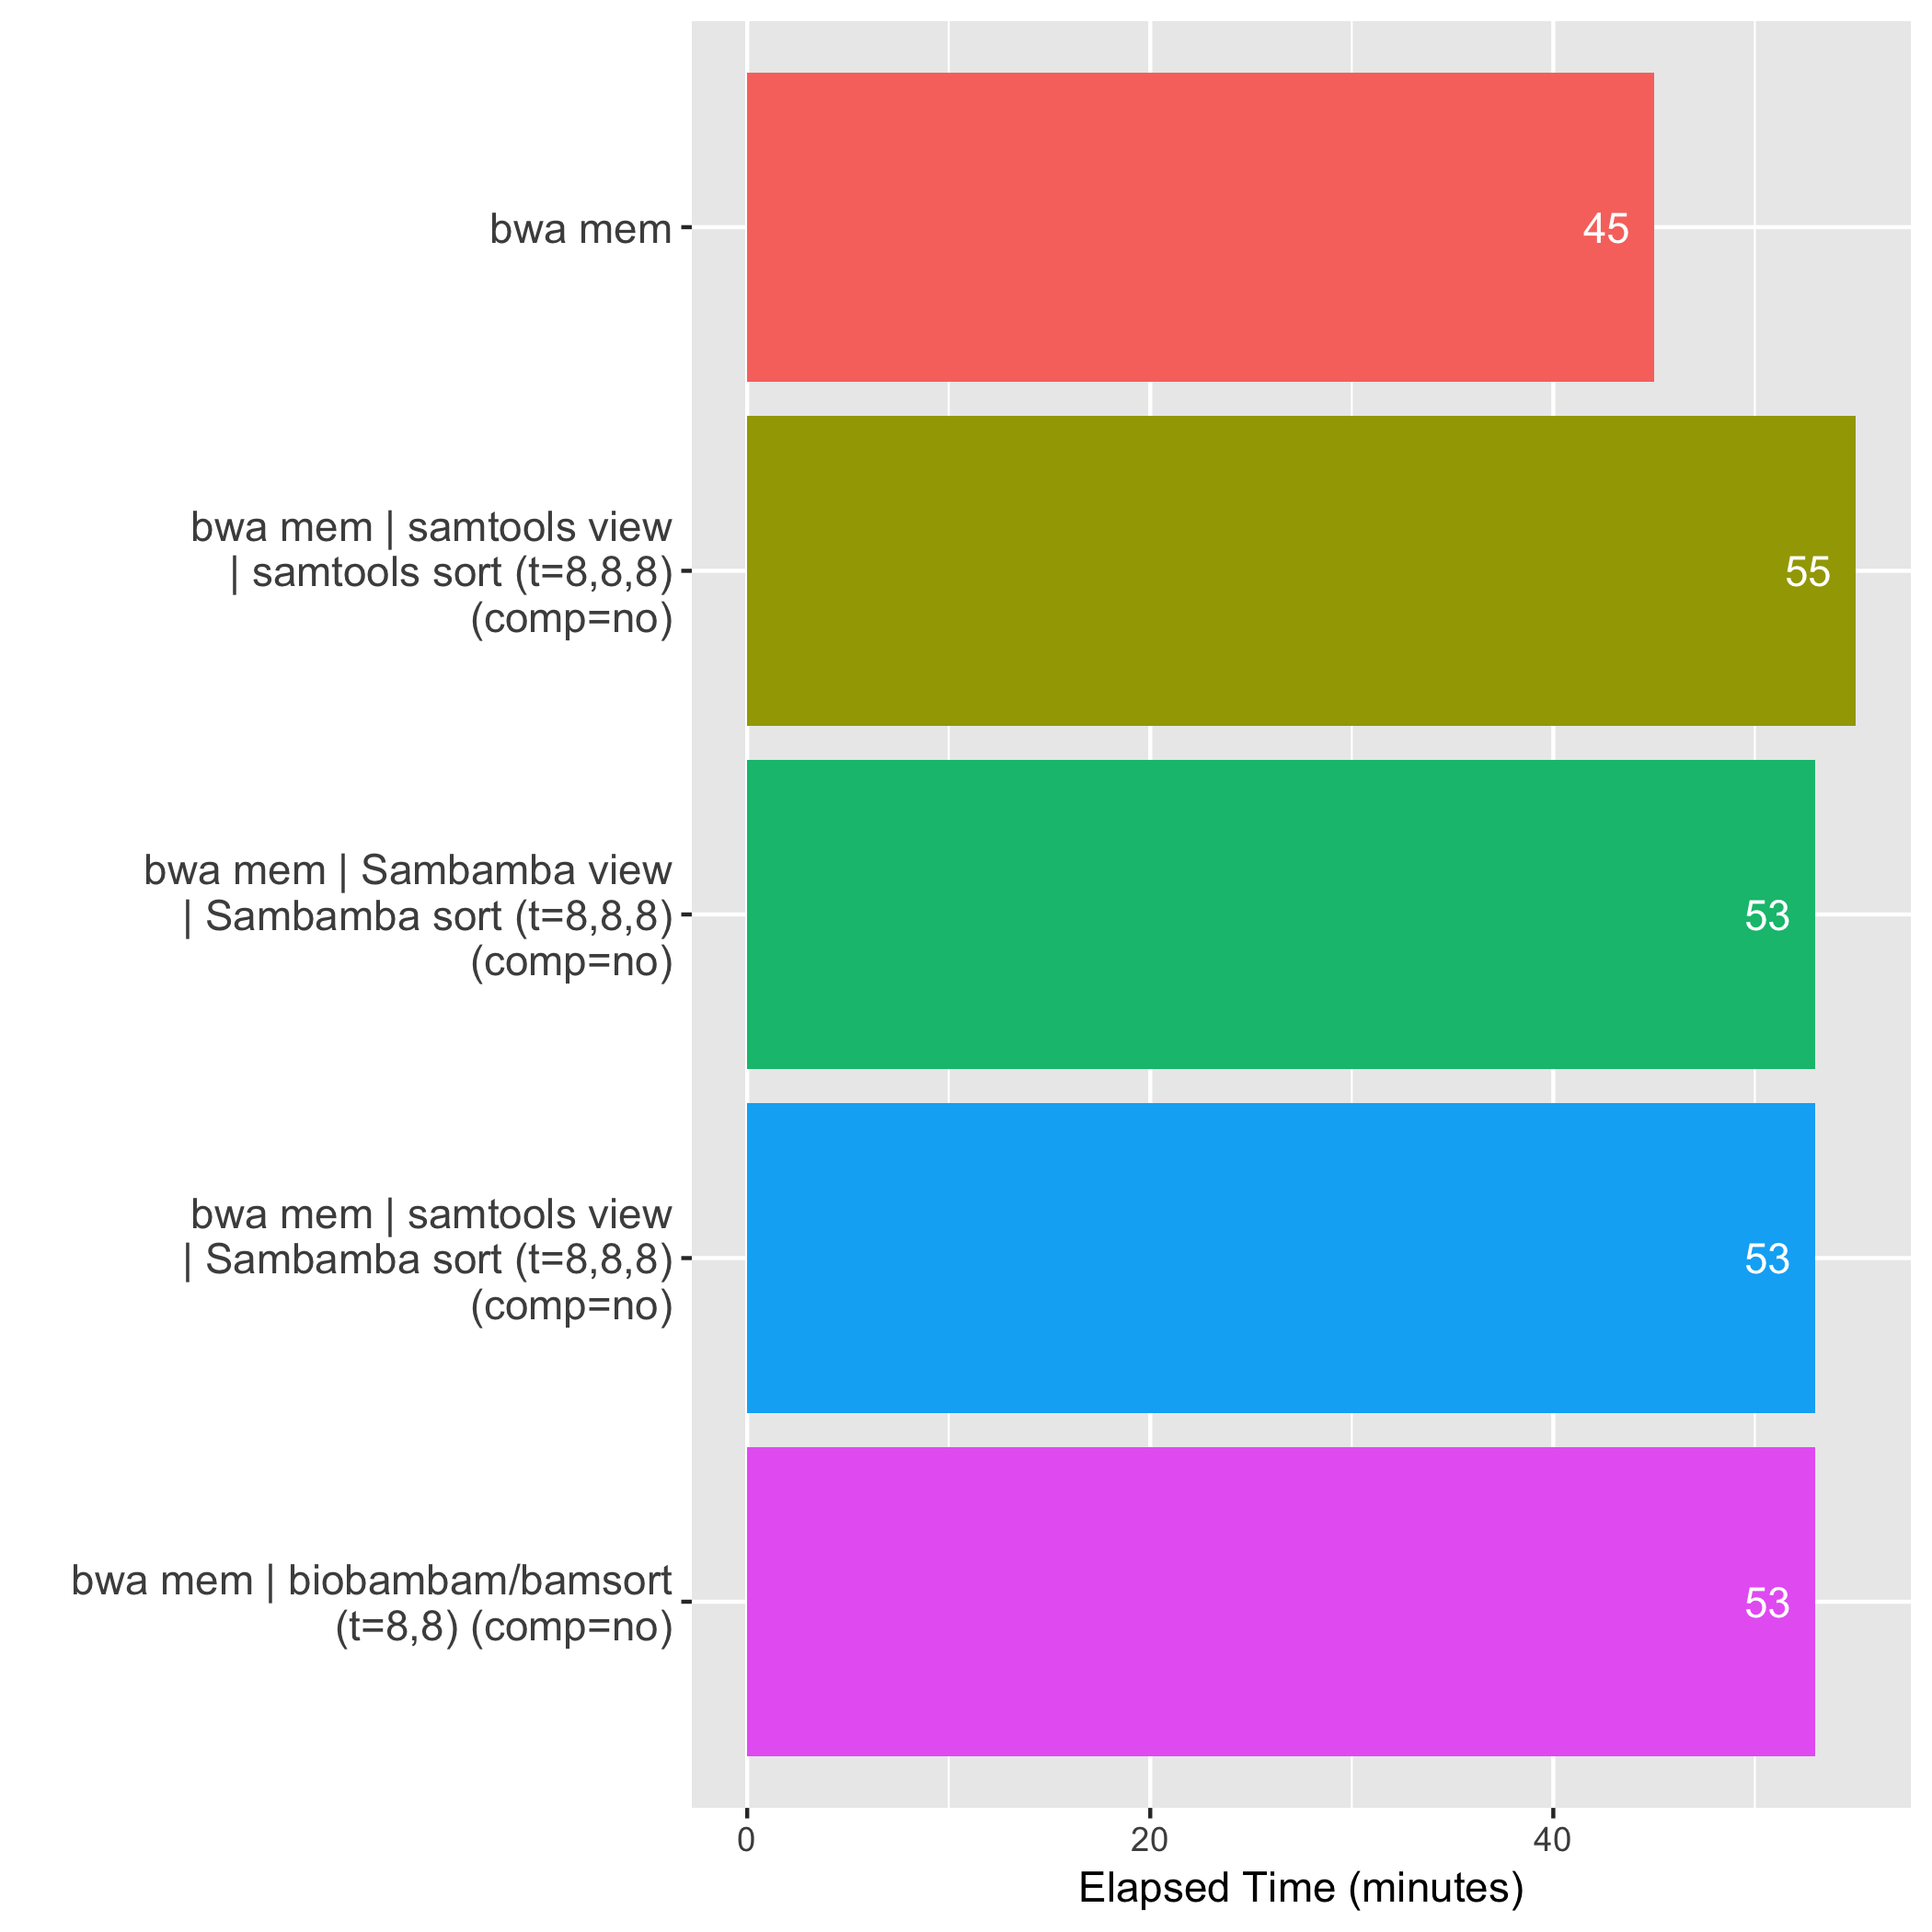 bwa mem
45
bwa mem | samtools view
| samtools sort (t=8,8,8)
(comp=no)
55
bwa mem | Sambamba view
| Sambamba sort (t=8,8,8)
(comp=no)
53
bwa mem | samtools view
| Sambamba sort (t=8,8,8)
(comp=no)
53
bwa mem | biobambam/bamsort
(t=8,8) (comp=no)
53
0 20 40
Elapsed Time (minutes)